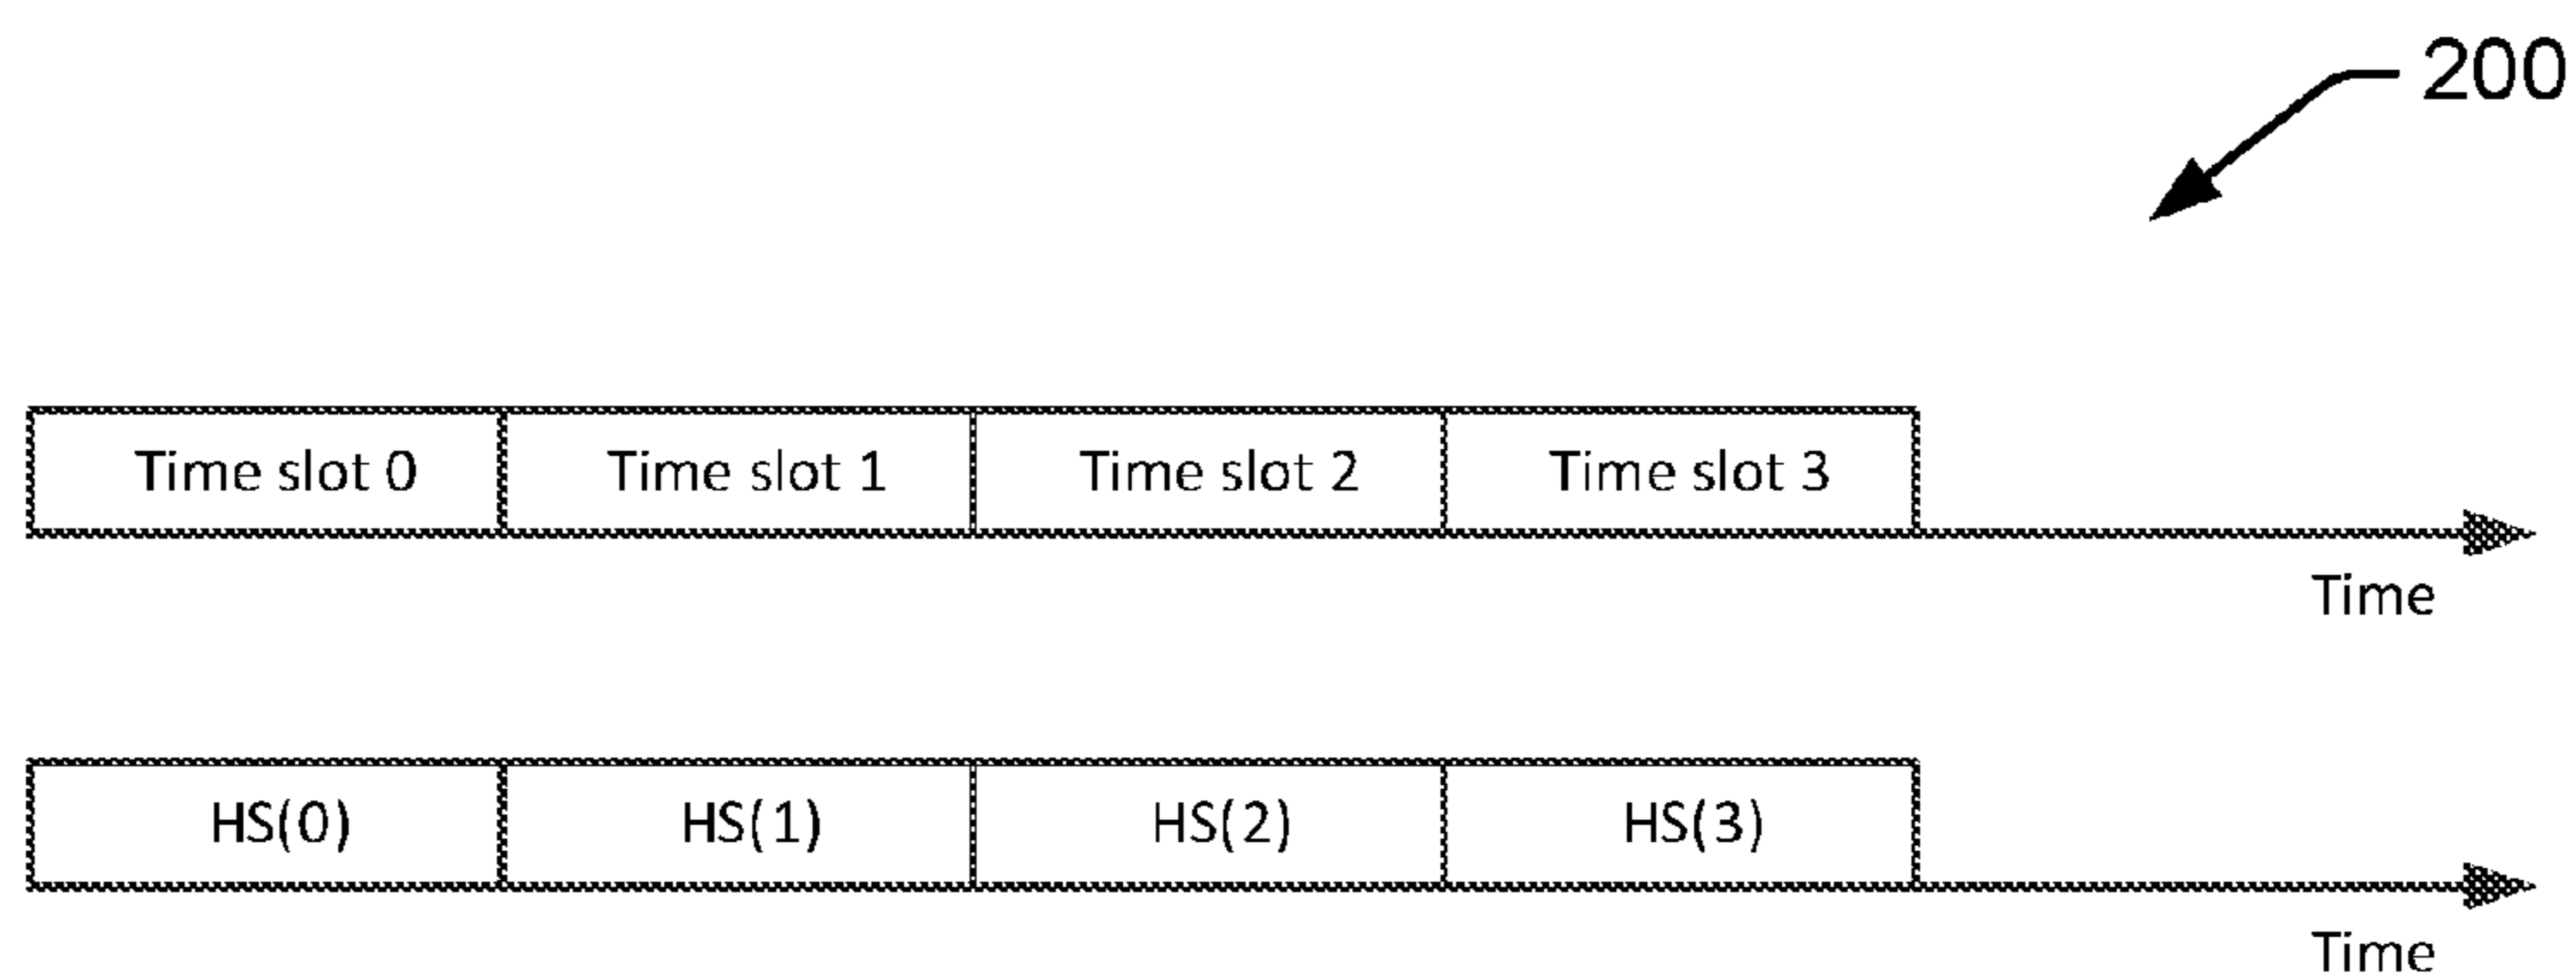 200
Time slot 0 Time slot 1 Time slot 2 Time slot 3
Time
HS(0) HS(1) HS(2) HS(3)
Time